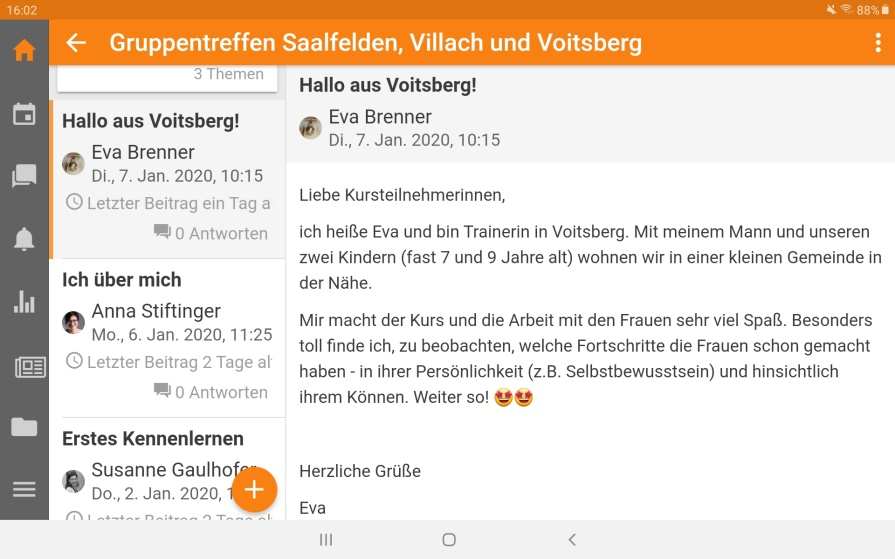 16:02
88%
Gruppentreffen Saalfelden, Villach und Voitsberg
3 Themen
Hallo aus Voitsberg!
Eva Brenner
Di., 7. Jan. 2020, 10:15
Letzter Beitrag ein Tag a
0 Antworten
Ich über mich
Anna Stiftinger
Mo., 6. Jan. 2020, 11:25
Letzter Beitrag 2 Tage al
0 Antworten
Erstes Kennenlernen
Susanne Gaulhofer
Do., 2. Jan. 2020, 1
Hallo aus Voitsberg!
Eva Brenner
Di., 7. Jan. 2020, 10:15
Liebe Kursteilnehmerinnen,
ich heiße Eva und bin Trainerin in Voitsberg. Mit meinem Mann und unseren
zwei Kindern (fast 7 und 9 Jahre alt) wohnen wir in einer kleinen Gemeinde in
der Nähe.
Mir macht der Kurs und die Arbeit mit den Frauen sehr viel Spaß. Besonders
toll finde ich, zu beobachten, welche Fortschritte die Frauen schon gemacht
haben - in ihrer Persönlichkeit (z.B. Selbstbewusstsein) und hinsichtlich
ihrem Können. Weiter so! 🤩🤩
Herzliche Grüße
Eva